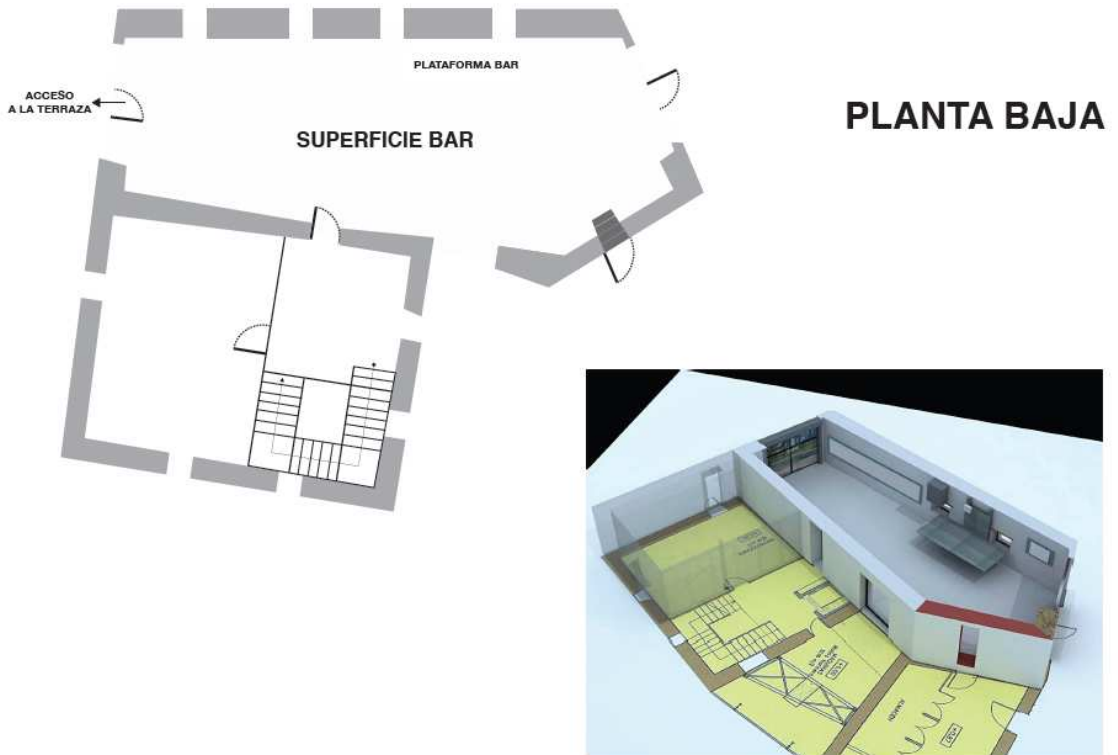 PLATAFORMA BAR
ACCESO
A LA TERRAZA
SUPERFICIE BAR
PLANTA BAJA